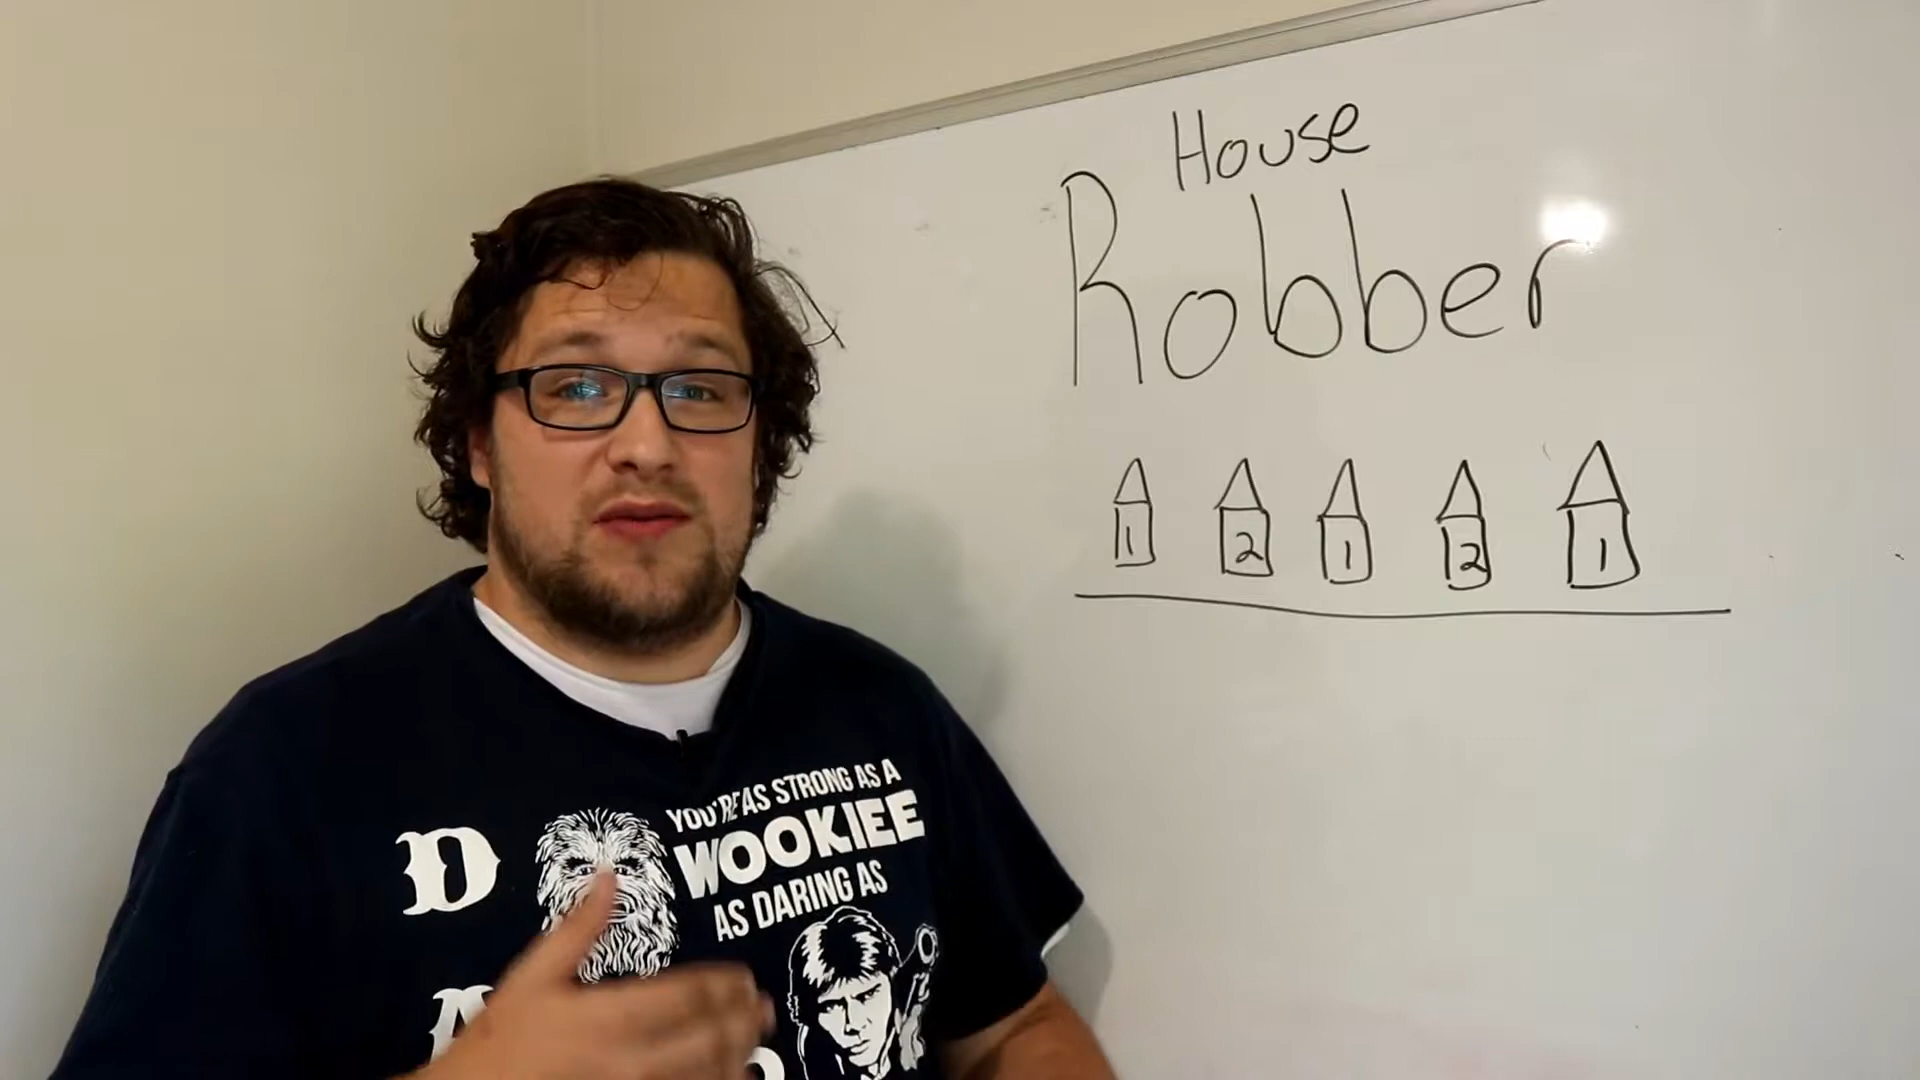 House
Robber
1 2 1 2 1
YOU'RE AS STRONG AS A
WOOKIEE
AS DARING AS
D
A